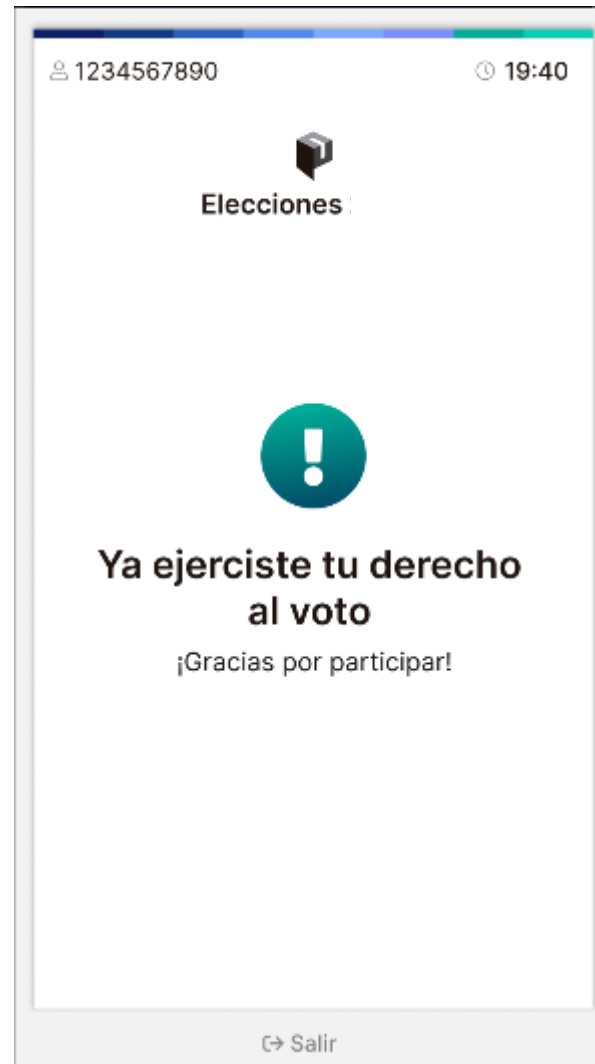 1234567890
19:40
Elecciones
Ya ejerciste tu derecho
al voto
¡Gracias por participar!
Salir